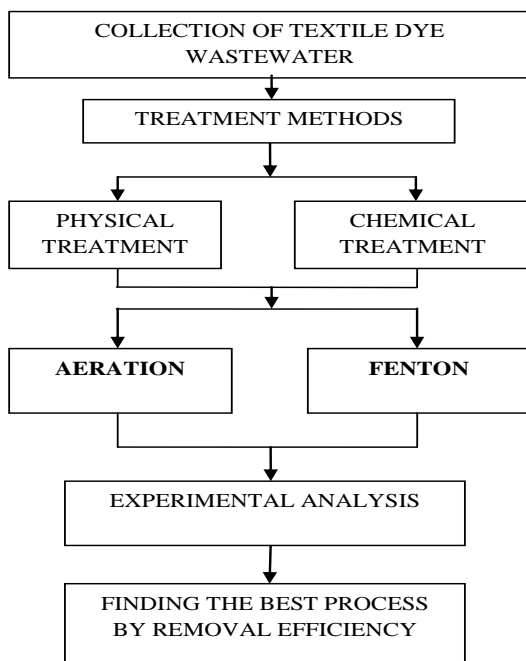 COLLECTION OF TEXTILE DYE
WASTEWATER
TREATMENT METHODS
PHYSICAL
TREATMENT
CHEMICAL
TREATMENT
AERATION
FENTON
EXPERIMENTAL ANALYSIS
FINDING THE BEST PROCESS
BY REMOVAL EFFICIENCY